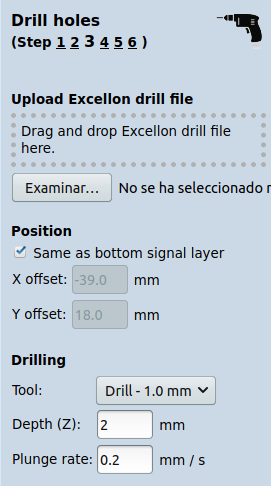 Drill holes
(Step 1 2 3 4 5 6 )
Upload Excellon drill file
Drag and drop Excellon drill file
here.
Examinar... No se ha seleccionado
Position
Same as bottom signal layer
X offset: -39.0 mm
Y offset: 18.0 mm
Drilling
Tool: Drill - 1.0 mm
Depth (Z): 2 mm
Plunge rate: 0.2 mm / s